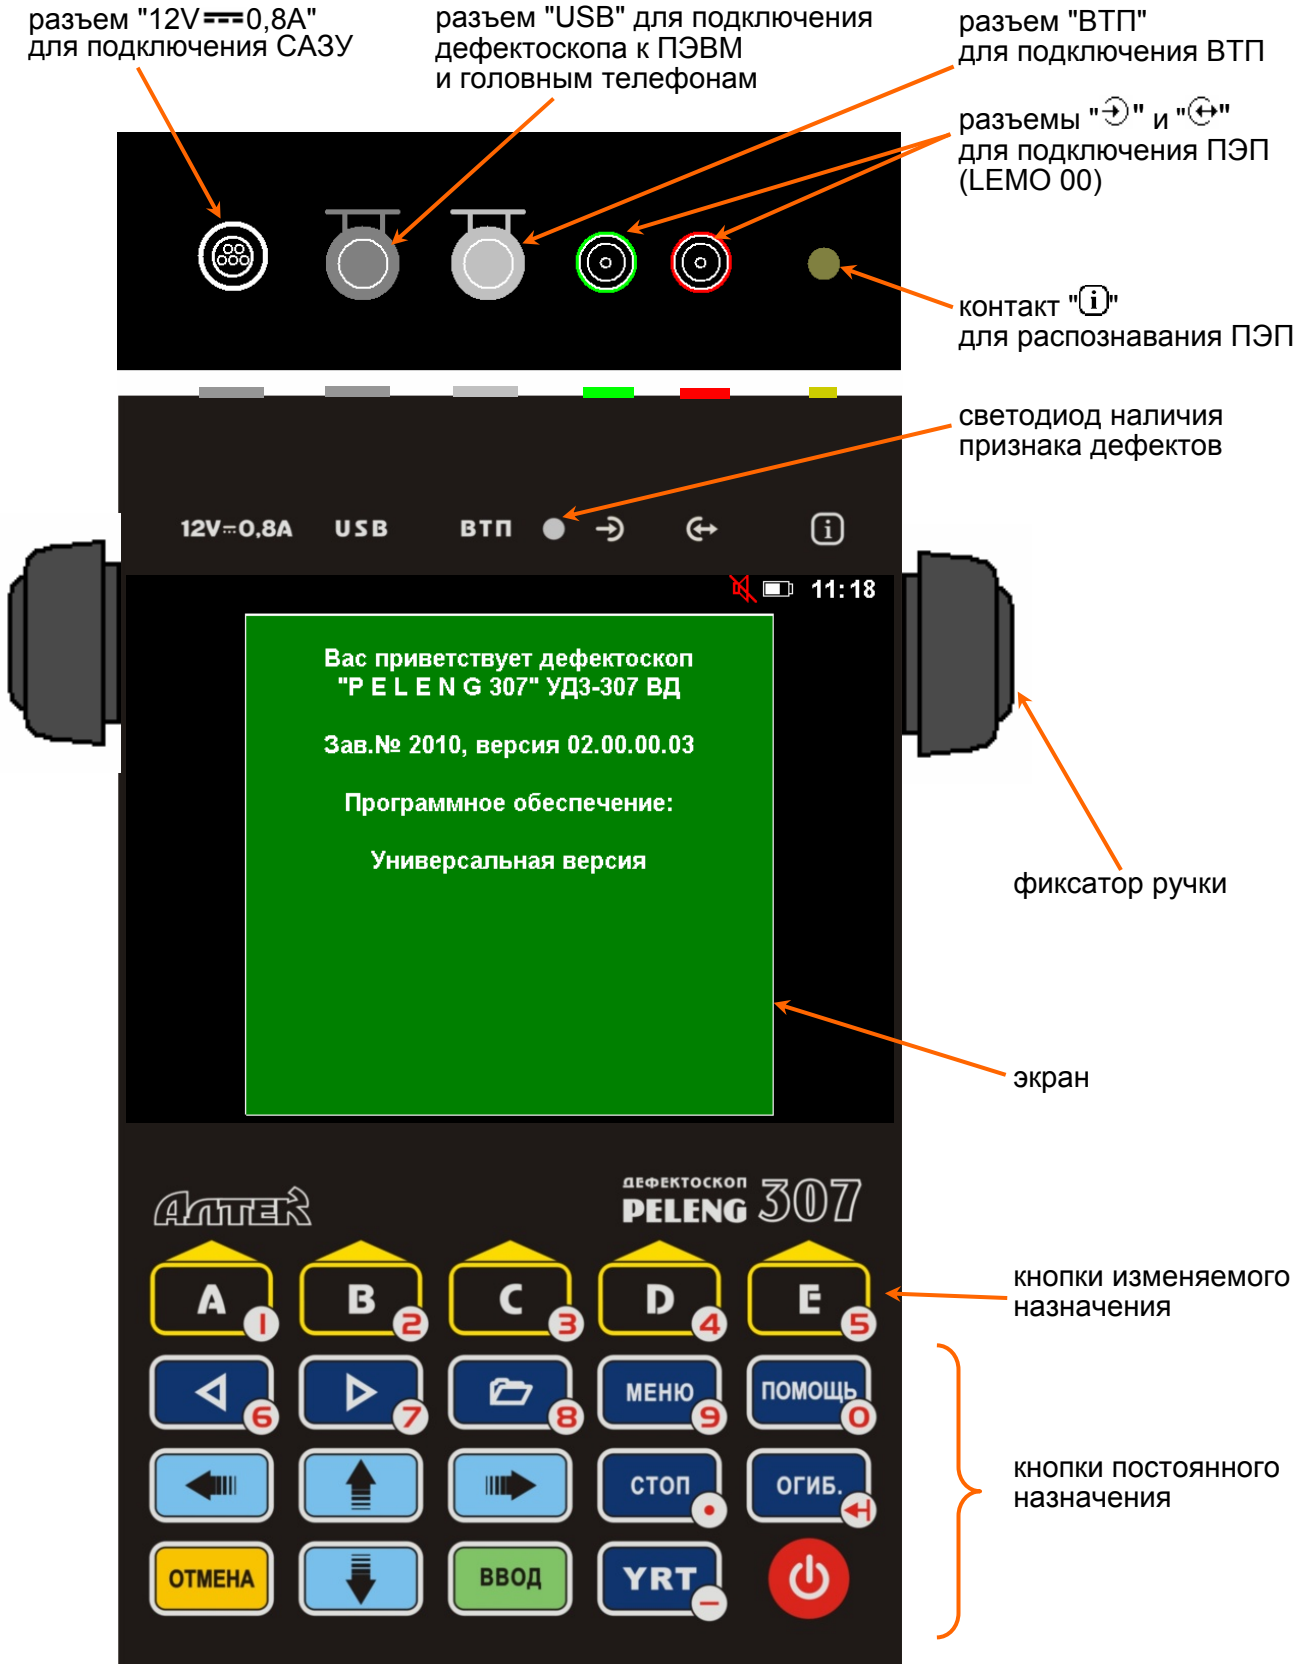 разъем "12V⎓0,8А"
для подключения САЗУ
разъем "USB" для подключения
дефектоскопа к ПЭВМ
и головным телефонам
разъем "ВТП"
для подключения ВТП
разъемы "" и ""
для подключения ПЭП
(LEMO 00)
контакт "i"
для распознавания ПЭП
светодиод наличия
признака дефектов
12V⎓0,8A USB ВТП i
11:18
Вас приветствует дефектоскоп
"P E L E N G 307" УД3-307 ВД
Зав.№ 2010, версия 02.00.00.03
Программное обеспечение:
Универсальная версия
фиксатор ручки
экран
АЛТЕК
ДЕФЕКТОСКОП
PELENG 307
A 1 B 2 C 3 D 4 E 5
кнопки изменяемого
назначения
6 7 8 МЕНЮ 9 ПОМОЩЬ 0
СТОП • ОГИБ.
кнопки постоянного
назначения
ОТМЕНА ВВОД YRT –